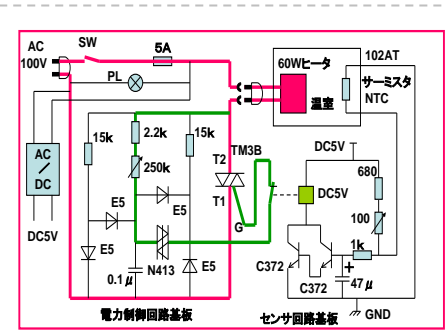 AC
100V
SW
5A
PL
60Wヒータ
温室
102AT
サーミスタ
NTC
15k
2.2k
15k
250k
TM3B
T2
T1
G
AC
／
DC
DC5V
E5
E5
E5
E5
N413
0.1μ
DC5V
DC5V
680
100
1k
C372
C372
+
47μ
GND
電力制御回路基板
センサ回路基板